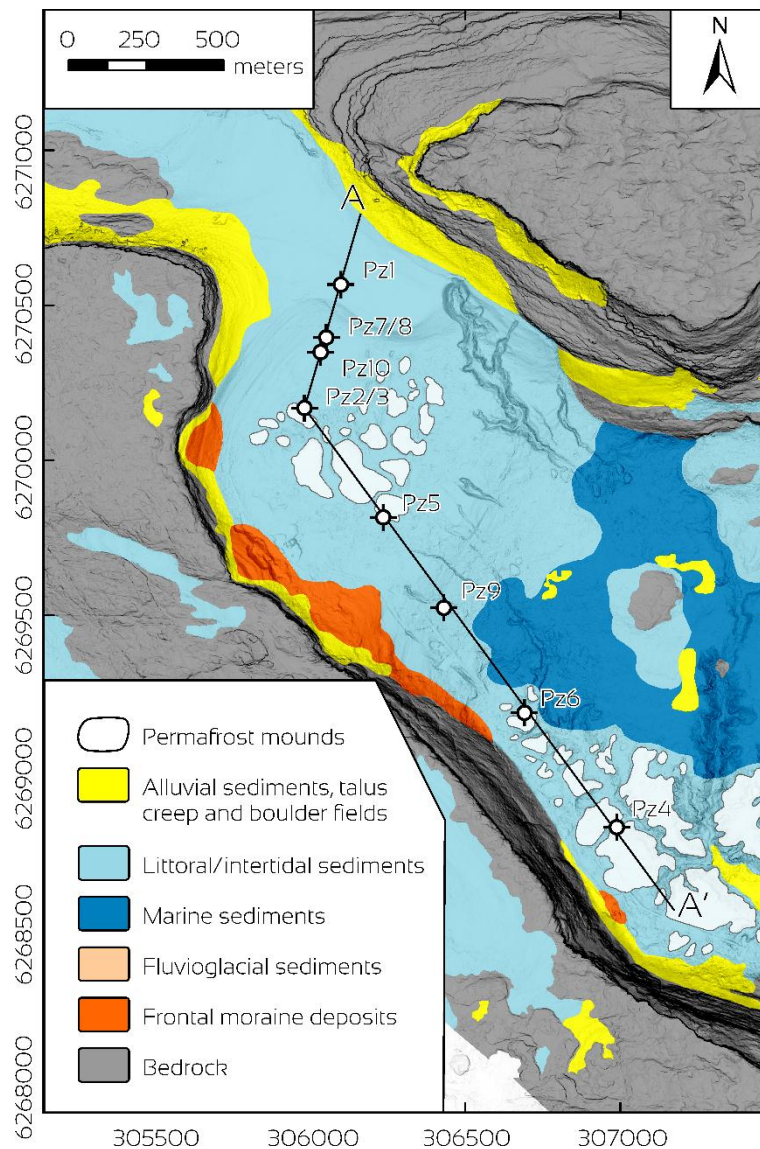 0 250 500
meters
N
6271000
6270500
6270000
6269500
6269000
6268500
6268000
A
Pz1
Pz7/8
Pz10
Pz2/3
Pz5
Pz9
Pz6
Pz4
A'
Permafrost mounds
Alluvial sediments, talus
creep and boulder fields
Littoral/intertidal sediments
Marine sediments
Fluvioglacial sediments
Frontal moraine deposits
Bedrock
305500 306000 306500 307000